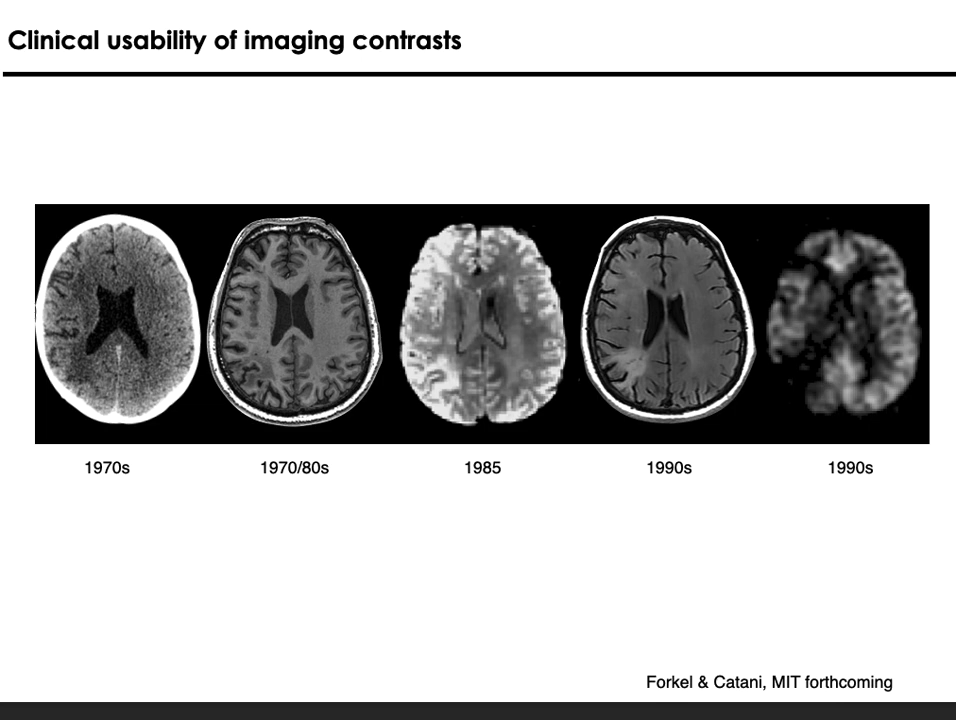 Clinical usability of imaging contrasts
1970s
1970/80s
1985
1990s
1990s
Forkel & Catani, MIT forthcoming